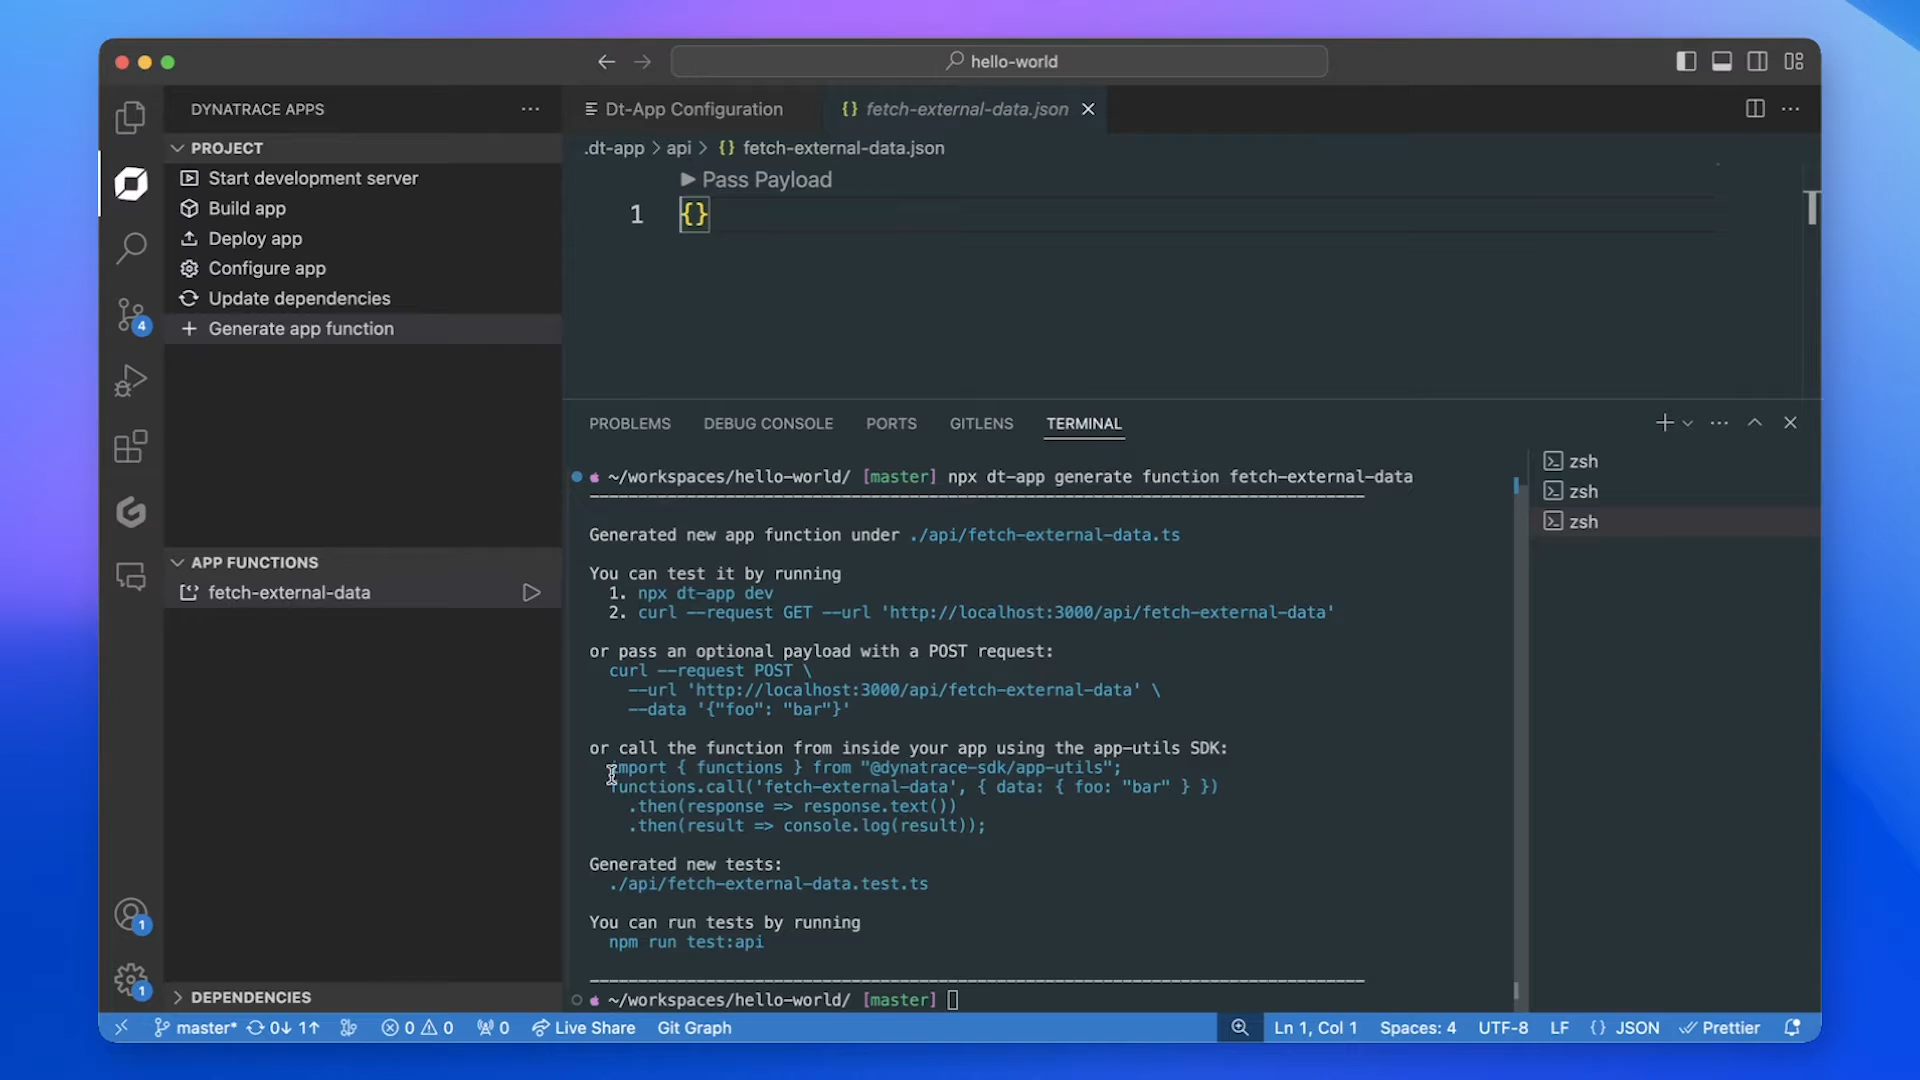 hello-world
DYNATRACE APPS
PROJECT
Start development server
Build app
Deploy app
Configure app
Update dependencies
Generate app function
4
APP FUNCTIONS
fetch-external-data
DEPENDENCIES
1
1
Dt-App Configuration
{} fetch-external-data.json
.dt-app > api > {} fetch-external-data.json
Pass Payload
1 {}
PROBLEMS DEBUG CONSOLE PORTS GITLENS TERMINAL
~/workspaces/hello-world/ [master] npx dt-app generate function fetch-external-data
Generated new app function under ./api/fetch-external-data.ts
You can test it by running
1. npx dt-app dev
2. curl --request GET --url 'http://localhost:3000/api/fetch-external-data'
or pass an optional payload with a POST request:
curl --request POST \
--url 'http://localhost:3000/api/fetch-external-data' \
--data '{"foo": "bar"}'
or call the function from inside your app using the app-utils SDK:
import { functions } from "@dynatrace-sdk/app-utils";
functions.call('fetch-external-data', { data: { foo: "bar" } })
.then(response => response.text())
.then(result => console.log(result));
Generated new tests:
./api/fetch-external-data.test.ts
You can run tests by running
npm run test:api
~/workspaces/hello-world/ [master]
zsh
zsh
zsh
master* 0↓ 1↑ 0 0 0 Live Share Git Graph
Ln 1, Col 1 Spaces: 4 UTF-8 LF {} JSON Prettier